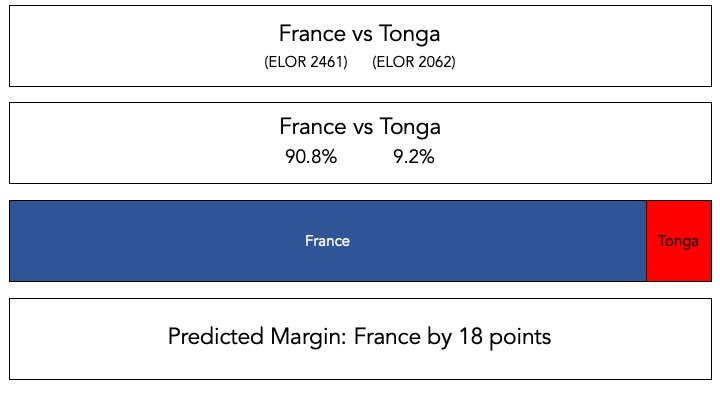 France vs Tonga
(ELOR 2461) (ELOR 2062)
France vs Tonga
90.8% 9.2%
France Tonga
Predicted Margin: France by 18 points